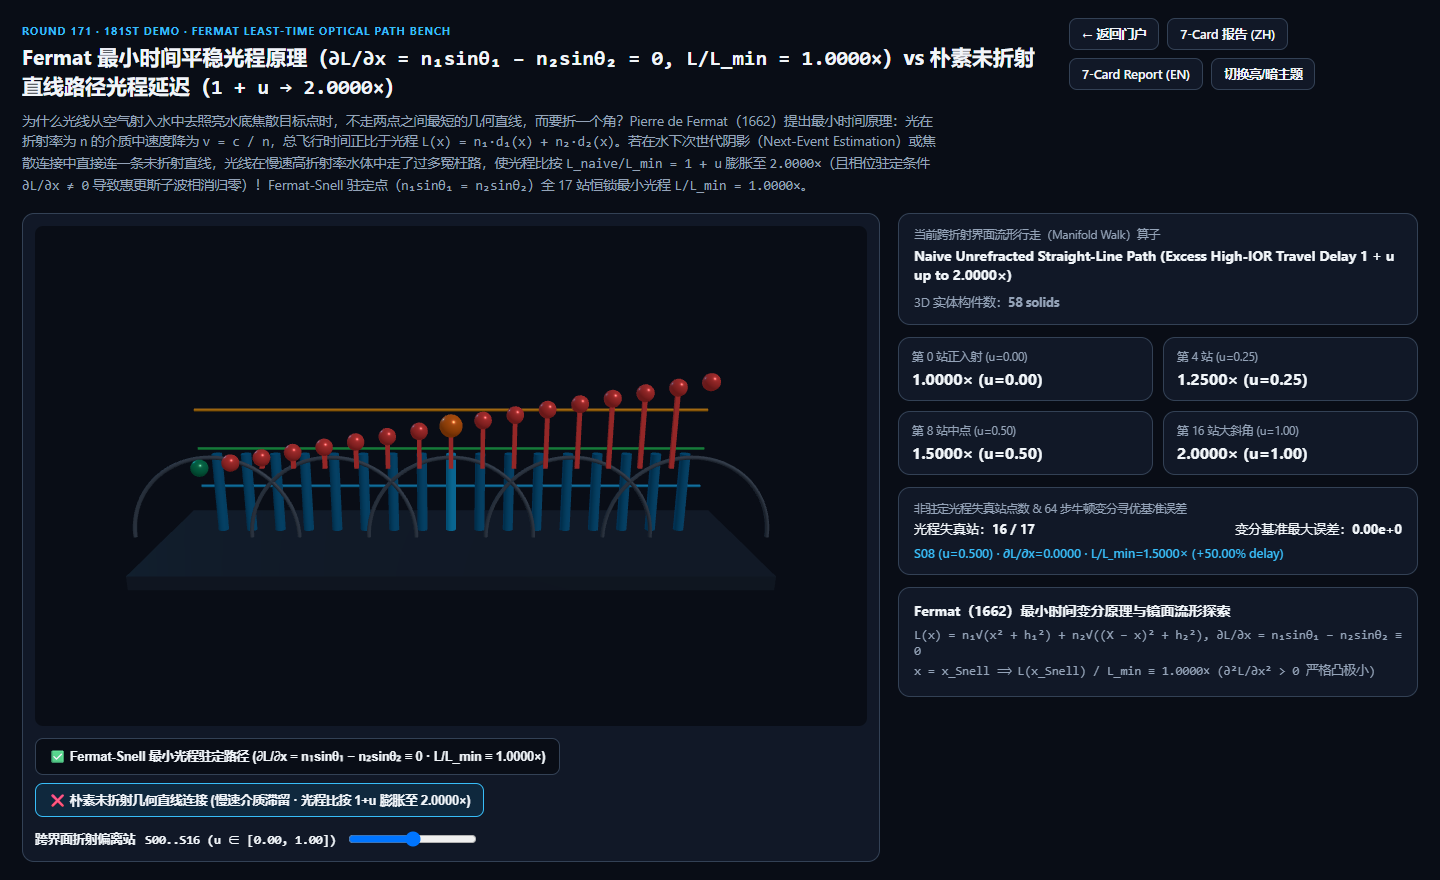 ROUND 171 · 181ST DEMO · FERMAT LEAST-TIME OPTICAL PATH BENCH
Fermat 最小时间平稳光程原理（∂L/∂x = n₁sinθ₁ − n₂sinθ₂ = 0, L/L_min = 1.0000×）vs 朴素未折射
直线路径光程延迟（1 + u → 2.0000×）
为什么光线从空气射入水中去照亮水底焦散目标点时，不走两点之间最短的几何直线，而要折一个角？Pierre de Fermat（1662）提出最小时间原理：光在
折射率为 n 的介质中速度降为 v = c / n，总飞行时间正比于光程 L(x) = n₁·d₁(x) + n₂·d₂(x)。若在水下次世代阴影（Next-Event Estimation）或焦
散连接中直接连一条未折射直线，光线在慢速高折射率水体中走了过多冤枉路，使光程比按 L_naive/L_min = 1 + u 膨胀至 2.0000×（且相位驻定条件
∂L/∂x ≠ 0 导致惠更斯子波相消归零）！Fermat-Snell 驻定点（n₁sinθ₁ = n₂sinθ₂）全 17 站恒锁最小光程 L/L_min = 1.0000×。
← 返回门户
7-Card 报告 (ZH)
7-Card Report (EN)
切换亮/暗主题
当前跨折射界面流形行走（Manifold Walk）算子
Naive Unrefracted Straight-Line Path (Excess High-IOR Travel Delay 1 + u
up to 2.0000×)
3D 实体构件数：58 solids
第 0 站正入射 (u=0.00)
1.0000× (u=0.00)
第 4 站 (u=0.25)
1.2500× (u=0.25)
第 8 站中点 (u=0.50)
1.5000× (u=0.50)
第 16 站大斜角 (u=1.00)
2.0000× (u=1.00)
非驻定光程失真站点数 & 64 步牛顿变分寻优基准误差
光程失真站：16 / 17
变分基准最大误差：0.00e+0
S08 (u=0.500) · ∂L/∂x=0.0000 · L/L_min=1.5000× (+50.00% delay)
Fermat（1662）最小时间变分原理与镜面流形探索
L(x) = n₁√(x² + h₁²) + n₂√((X − x)² + h₂²), ∂L/∂x = n₁sinθ₁ − n₂sinθ₂ ≡
0
x = x_Snell ⟹ L(x_Snell) / L_min ≡ 1.0000× (∂²L/∂x² > 0 严格凸极小)
✅ Fermat-Snell 最小光程驻定路径 (∂L/∂x = n₁sinθ₁ − n₂sinθ₂ ≡ 0 · L/L_min ≡ 1.0000×)
❌ 朴素未折射几何直线连接 (慢速介质滞留 · 光程比按 1+u 膨胀至 2.0000×)
跨界面折射偏离站 S00..S16 (u ∈ [0.00, 1.00])